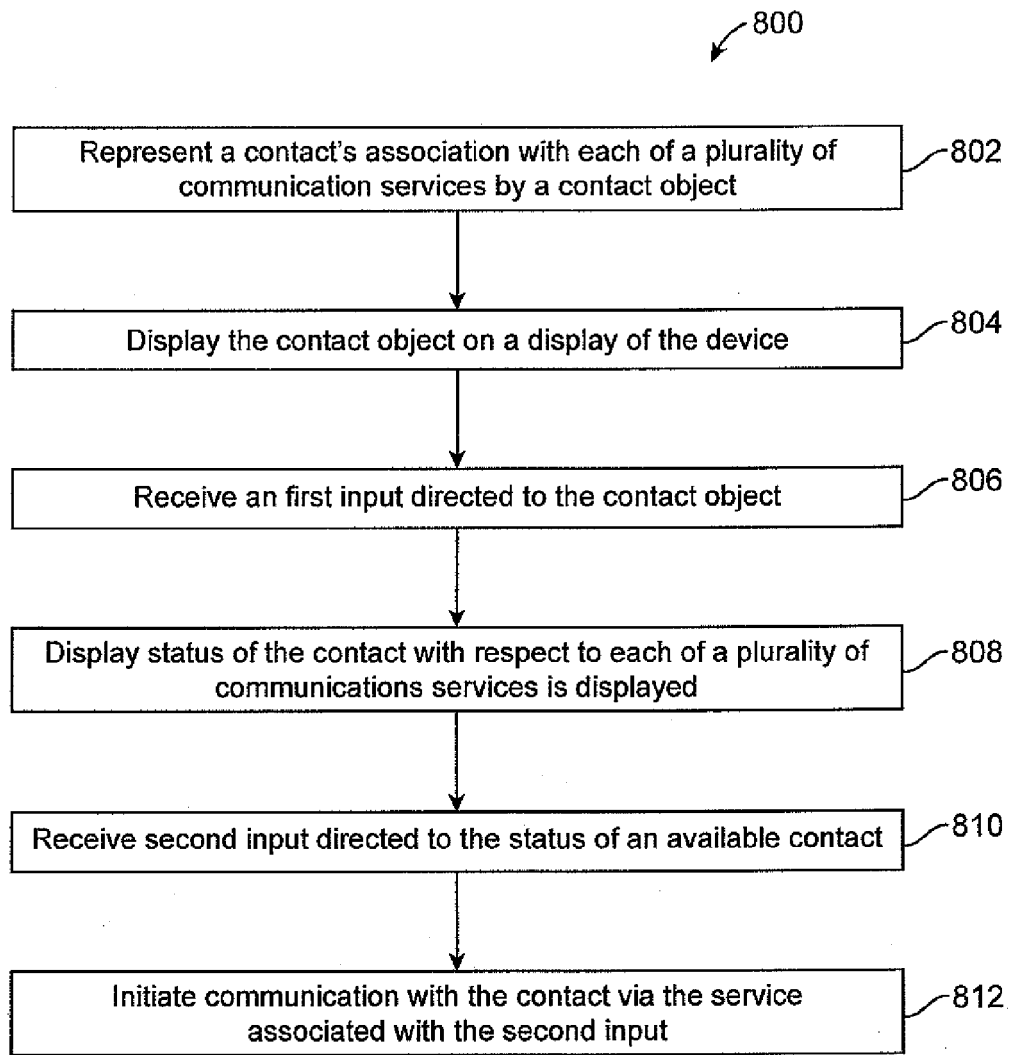 800
Represent a contact's association with each of a plurality of
communication services by a contact object
802
Display the contact object on a display of the device
804
Receive an first input directed to the contact object
806
Display status of the contact with respect to each of a plurality of
communications services is displayed
808
Receive second input directed to the status of an available contact
810
Initiate communication with the contact via the service
associated with the second input
812